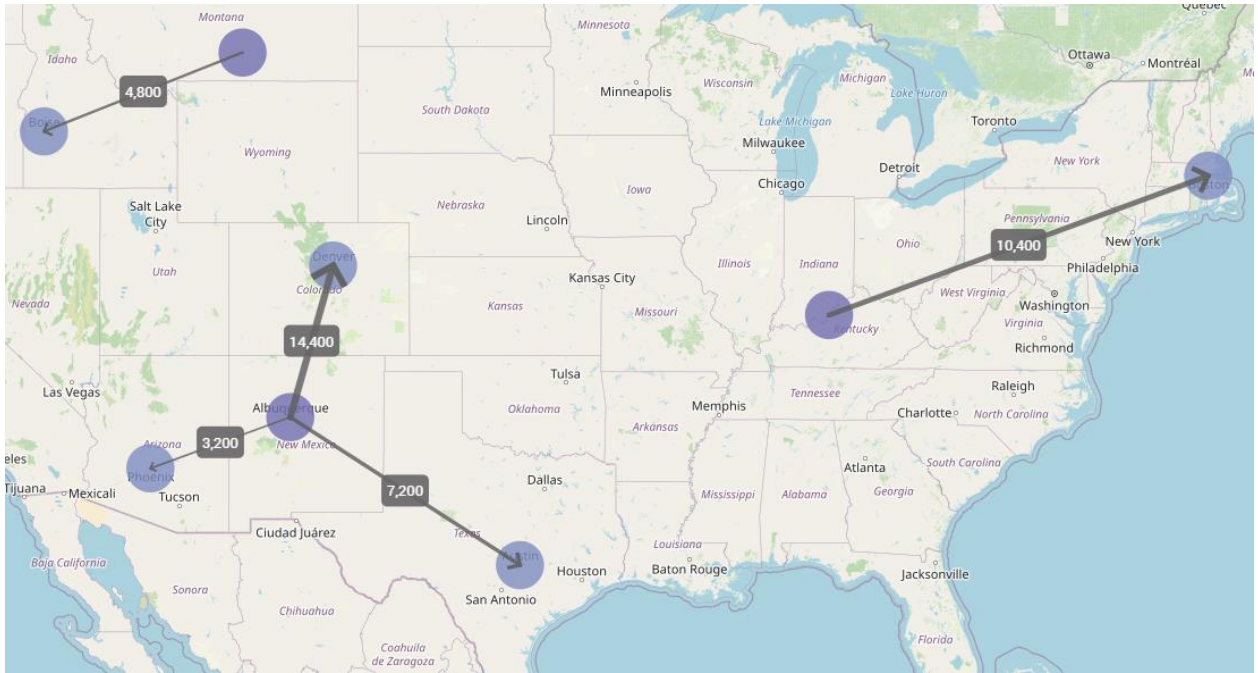 Québec
Montana
Minnesota
Idaho
Ottawa
Montréal
4,800
Minneapolis
Wisconsin
Michigan
Lake Huron
South Dakota
Boise
Toronto
Lake Michigan
Milwaukee
Wyoming
New York
Detroit
Chicago
Boston
Iowa
Salt Lake
City
Nebraska
Lincoln
Pennsylvania
New York
10,400
Ohio
Denver
Utah
Illinois
Indiana
Philadelphia
Kansas City
Colorado
West Virginia
Nevada
Kansas
Washington
Missouri
Virginia
Kentucky
14,400
Richmond
Tulsa
Las Vegas
Raleigh
Tennessee
Albuquerque
Oklahoma
Memphis
Charlotte
North Carolina
3,200
Arizona
New Mexico
Arkansas
eles
Phoenix
Atlanta
South Carolina
Dallas
7,200
Tijuana
Mexicali
Tucson
Mississippi
Alabama
Georgia
Ciudad Juárez
Texas
Louisiana
Austin
Baja California
Houston
Baton Rouge
Jacksonville
Sonora
San Antonio
Chihuahua
Florida
Coahuila
de Zaragoza